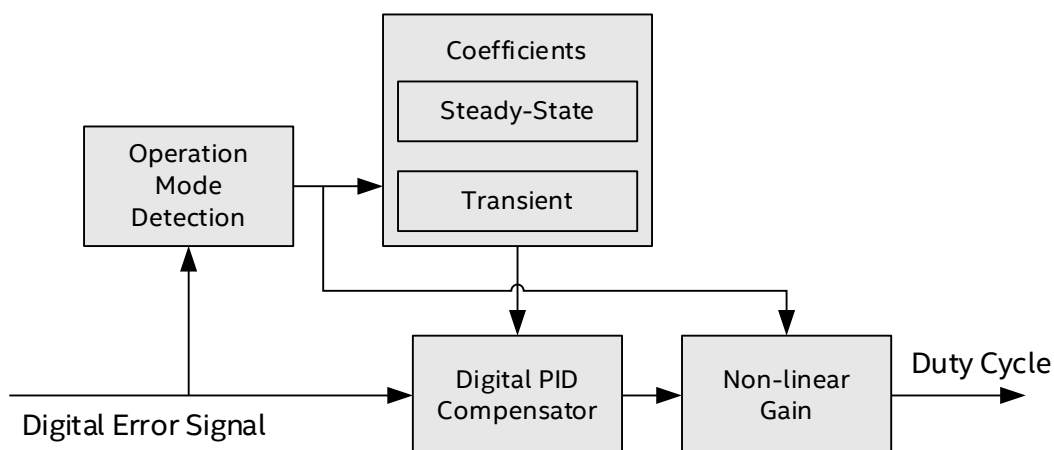 Coefficients
Steady-State
Transient
Operation
Mode
Detection
Digital Error Signal
Digital PID
Compensator
Non-linear
Gain
Duty Cycle